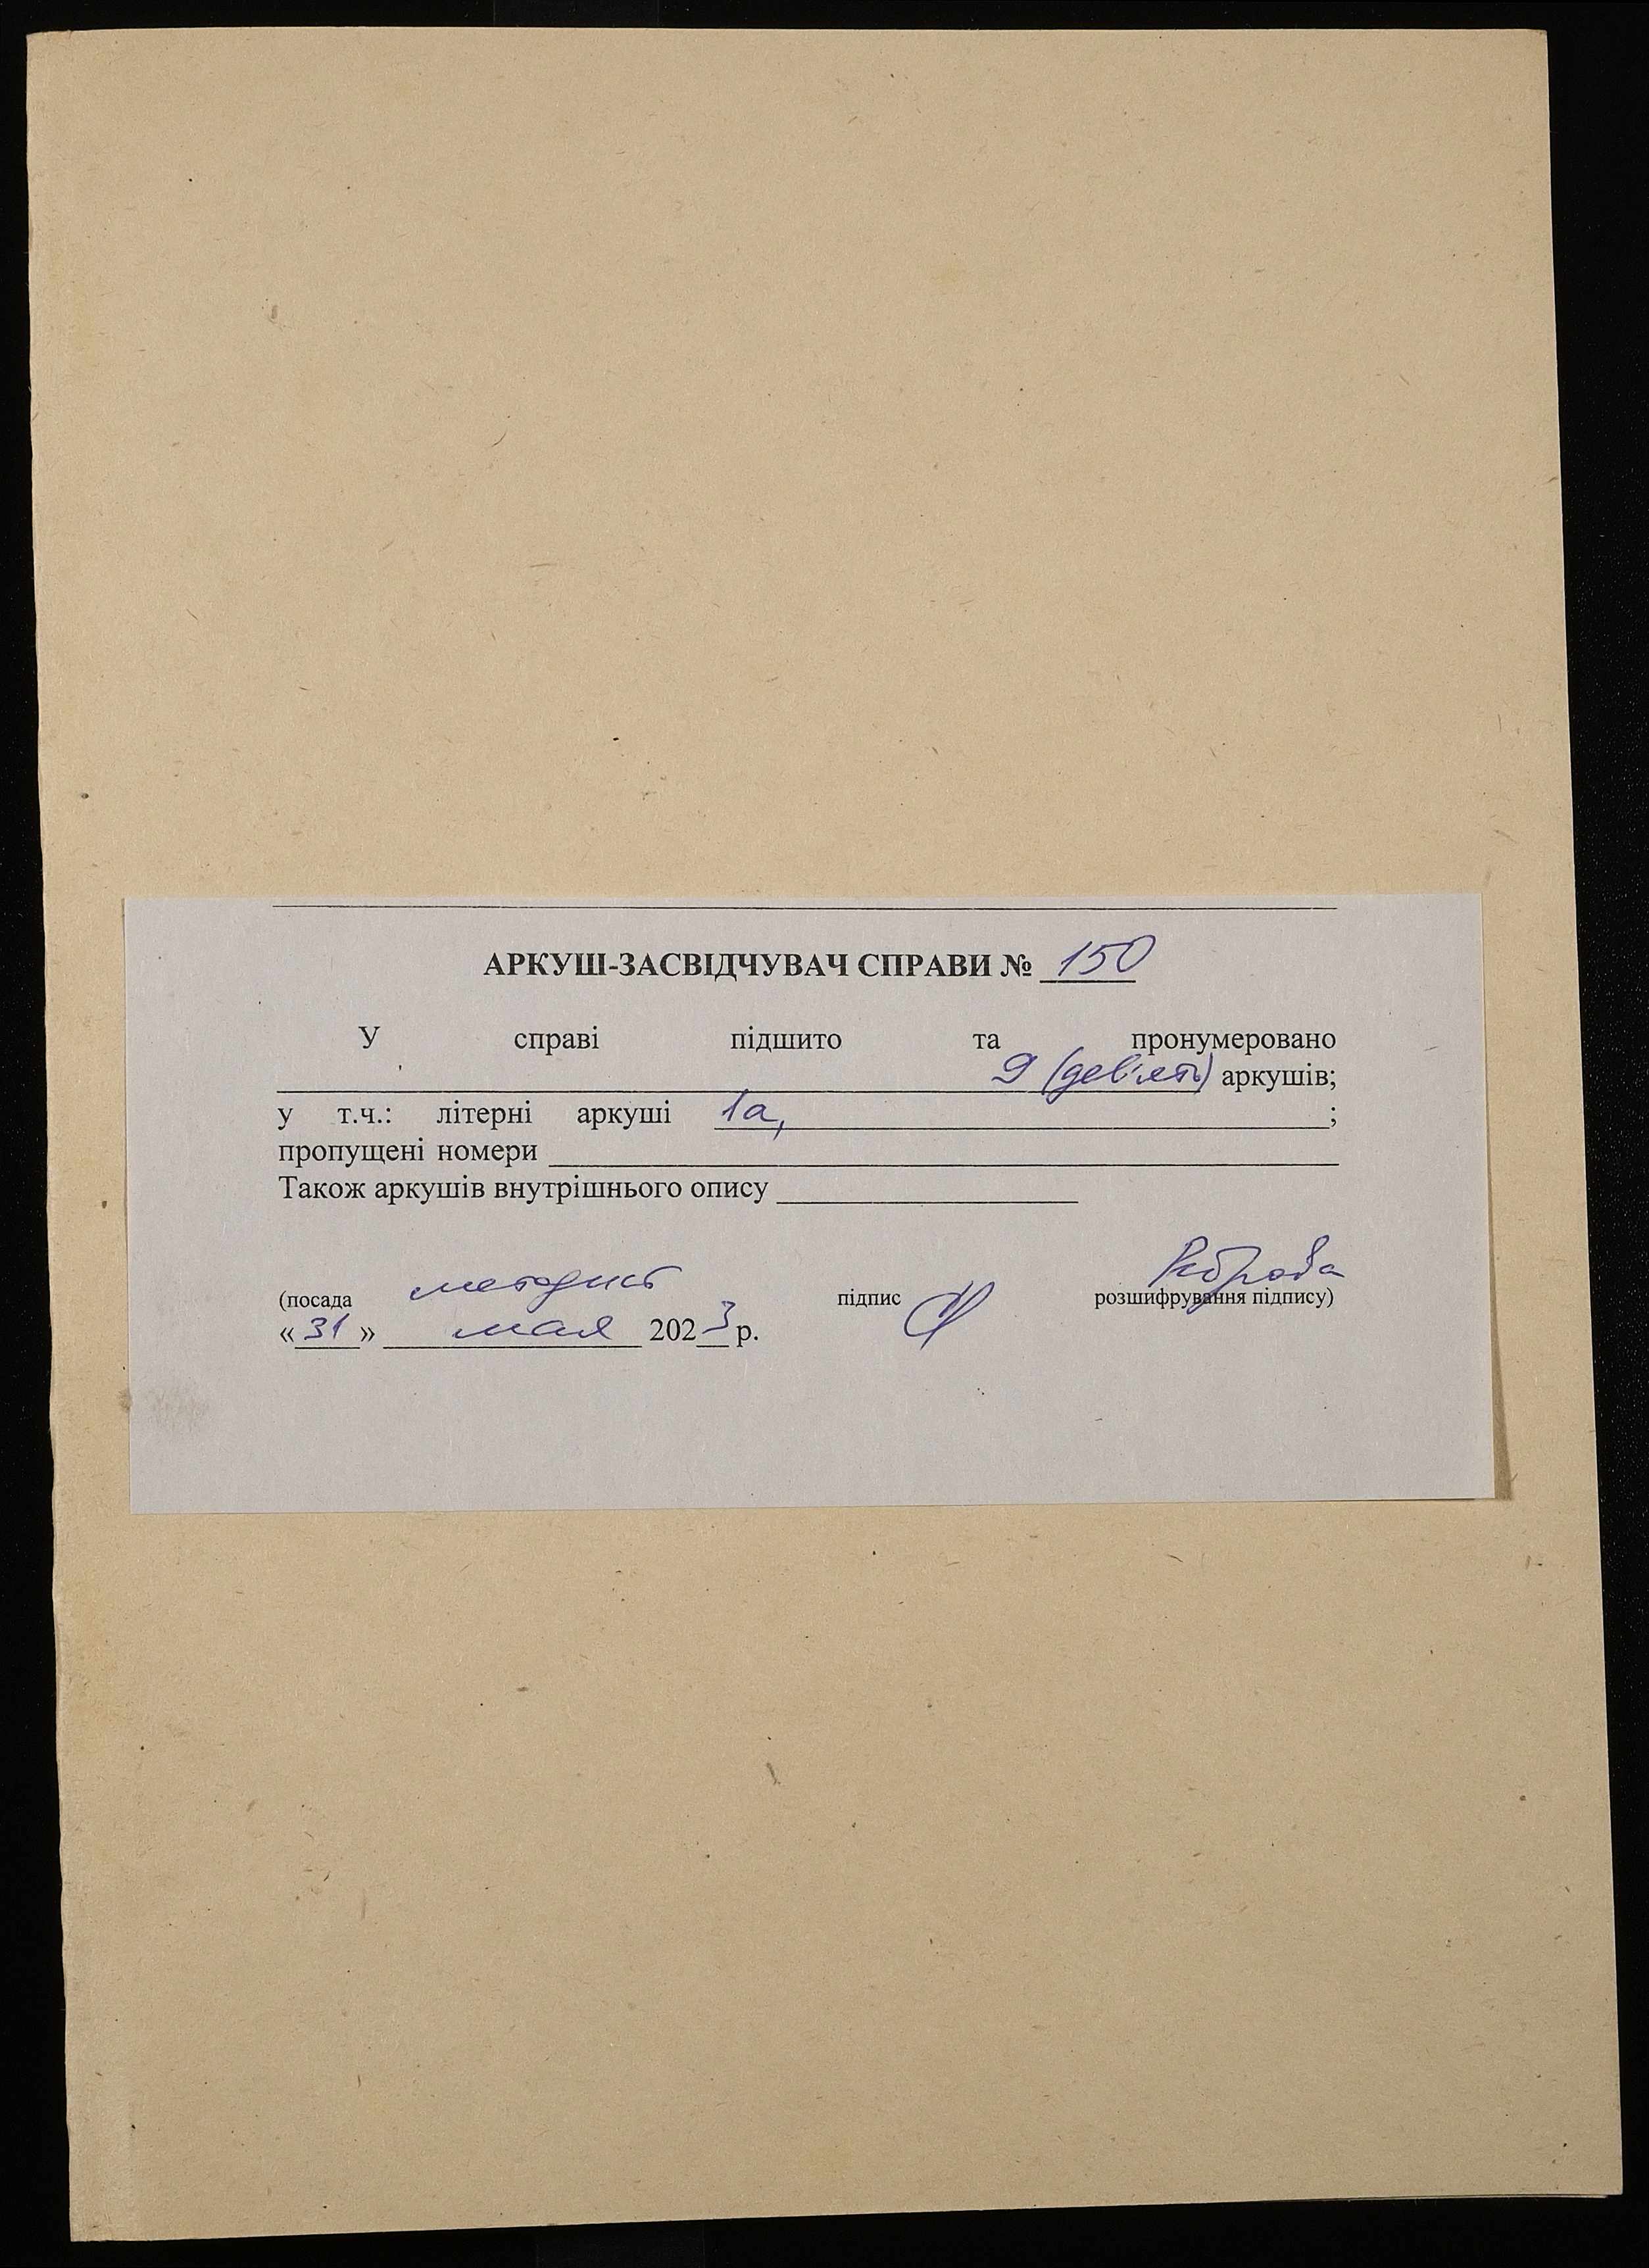 АРКУШ-ЗАСВІДЧУВАЧ СПРАВИ № 150
У справі підшито та пронумеровано
9 (дев'ять) аркушів;
у т.ч.: літерні аркуші 1а, ;
пропущені номери
Також аркушів внутрішнього опису
(посада методист підпис розшифрування підпису)
«31» мая 2023 р.